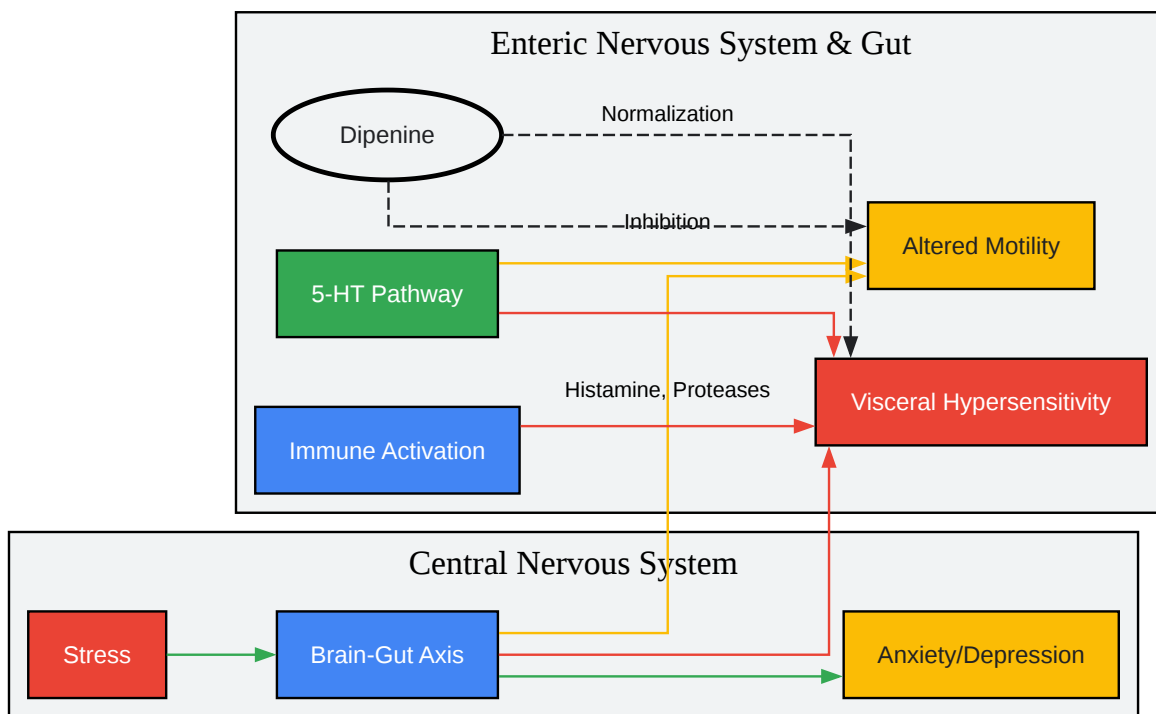 Enteric Nervous System & Gut
Normalization
Dipenine
Inhibition
Altered Motility
5-HT Pathway
Histamine, Proteases
Visceral Hypersensitivity
Immune Activation
Central Nervous System
Stress
Brain-Gut Axis
Anxiety/Depression